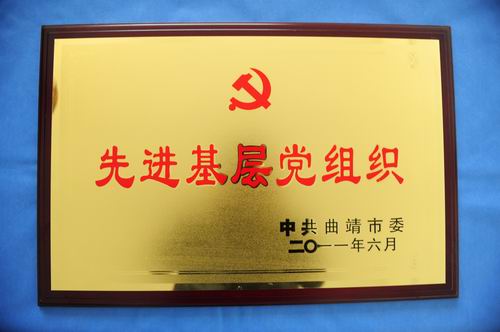 先进基层党组织
中共曲靖市委
二〇一一年六月